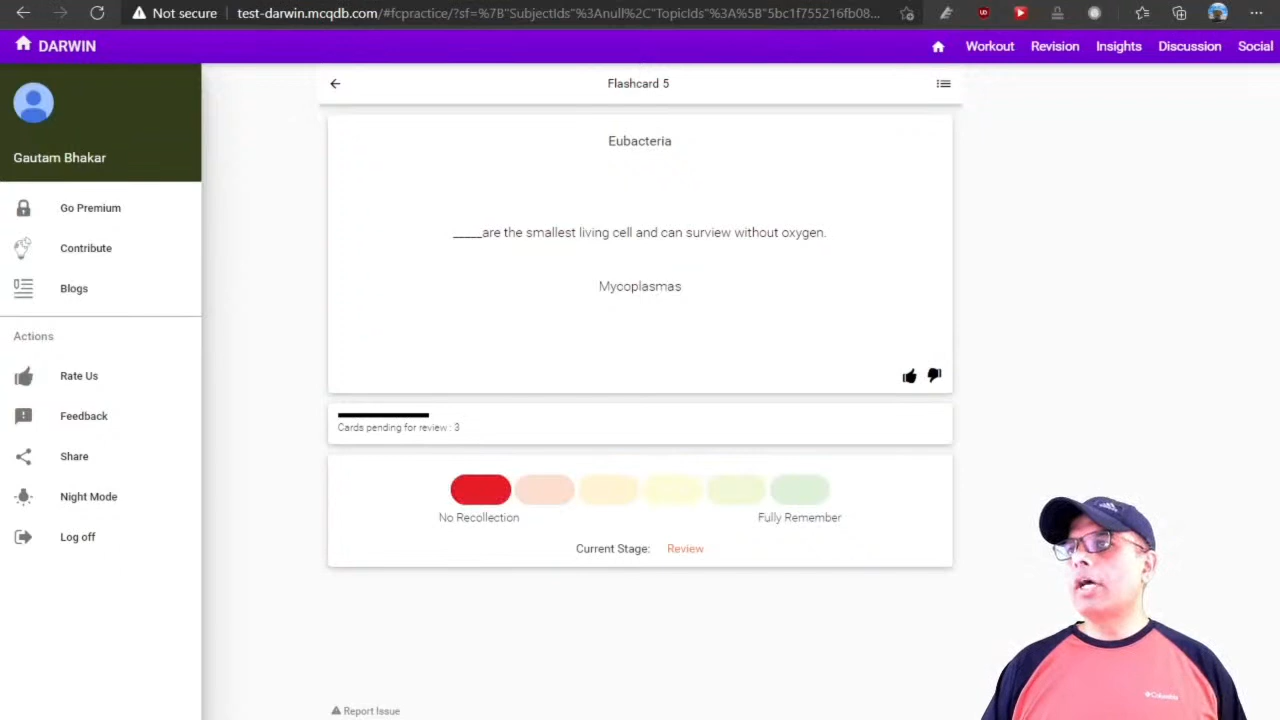 Not secure | test-darwin.mcqdb.com/#fcpractice/?sf=%7B"SubjectIds"%3Anull%2C"TopicIds"%3A%5B"5bc1f755216fb08...
DARWIN
Workout Revision Insights Discussion Social
Flashcard 5
Gautam Bhakar
Go Premium
Contribute
Blogs
Actions
Rate Us
Feedback
Share
Night Mode
Log off
Eubacteria
_____are the smallest living cell and can surview without oxygen.
Mycoplasmas
Cards pending for review : 3
No Recollection
Fully Remember
Current Stage: Review
Report Issue
Columbia